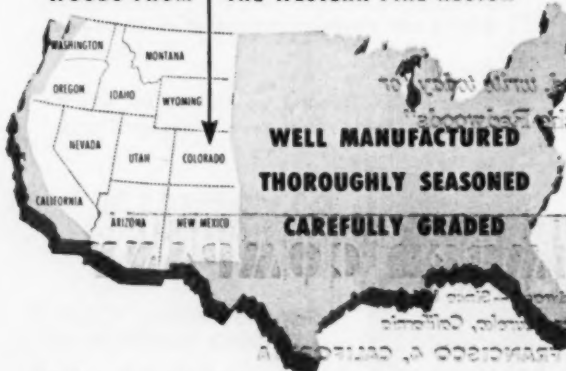 WOODS FROM THE WESTERN PINE REGION
WASHINGTON
MONTANA
OREGON
IDAHO
WYOMING
NEVADA
UTAH
COLORADO
CALIFORNIA
ARIZONA
NEW MEXICO
WELL MANUFACTURED
THOROUGHLY SEASONED
CAREFULLY GRADED